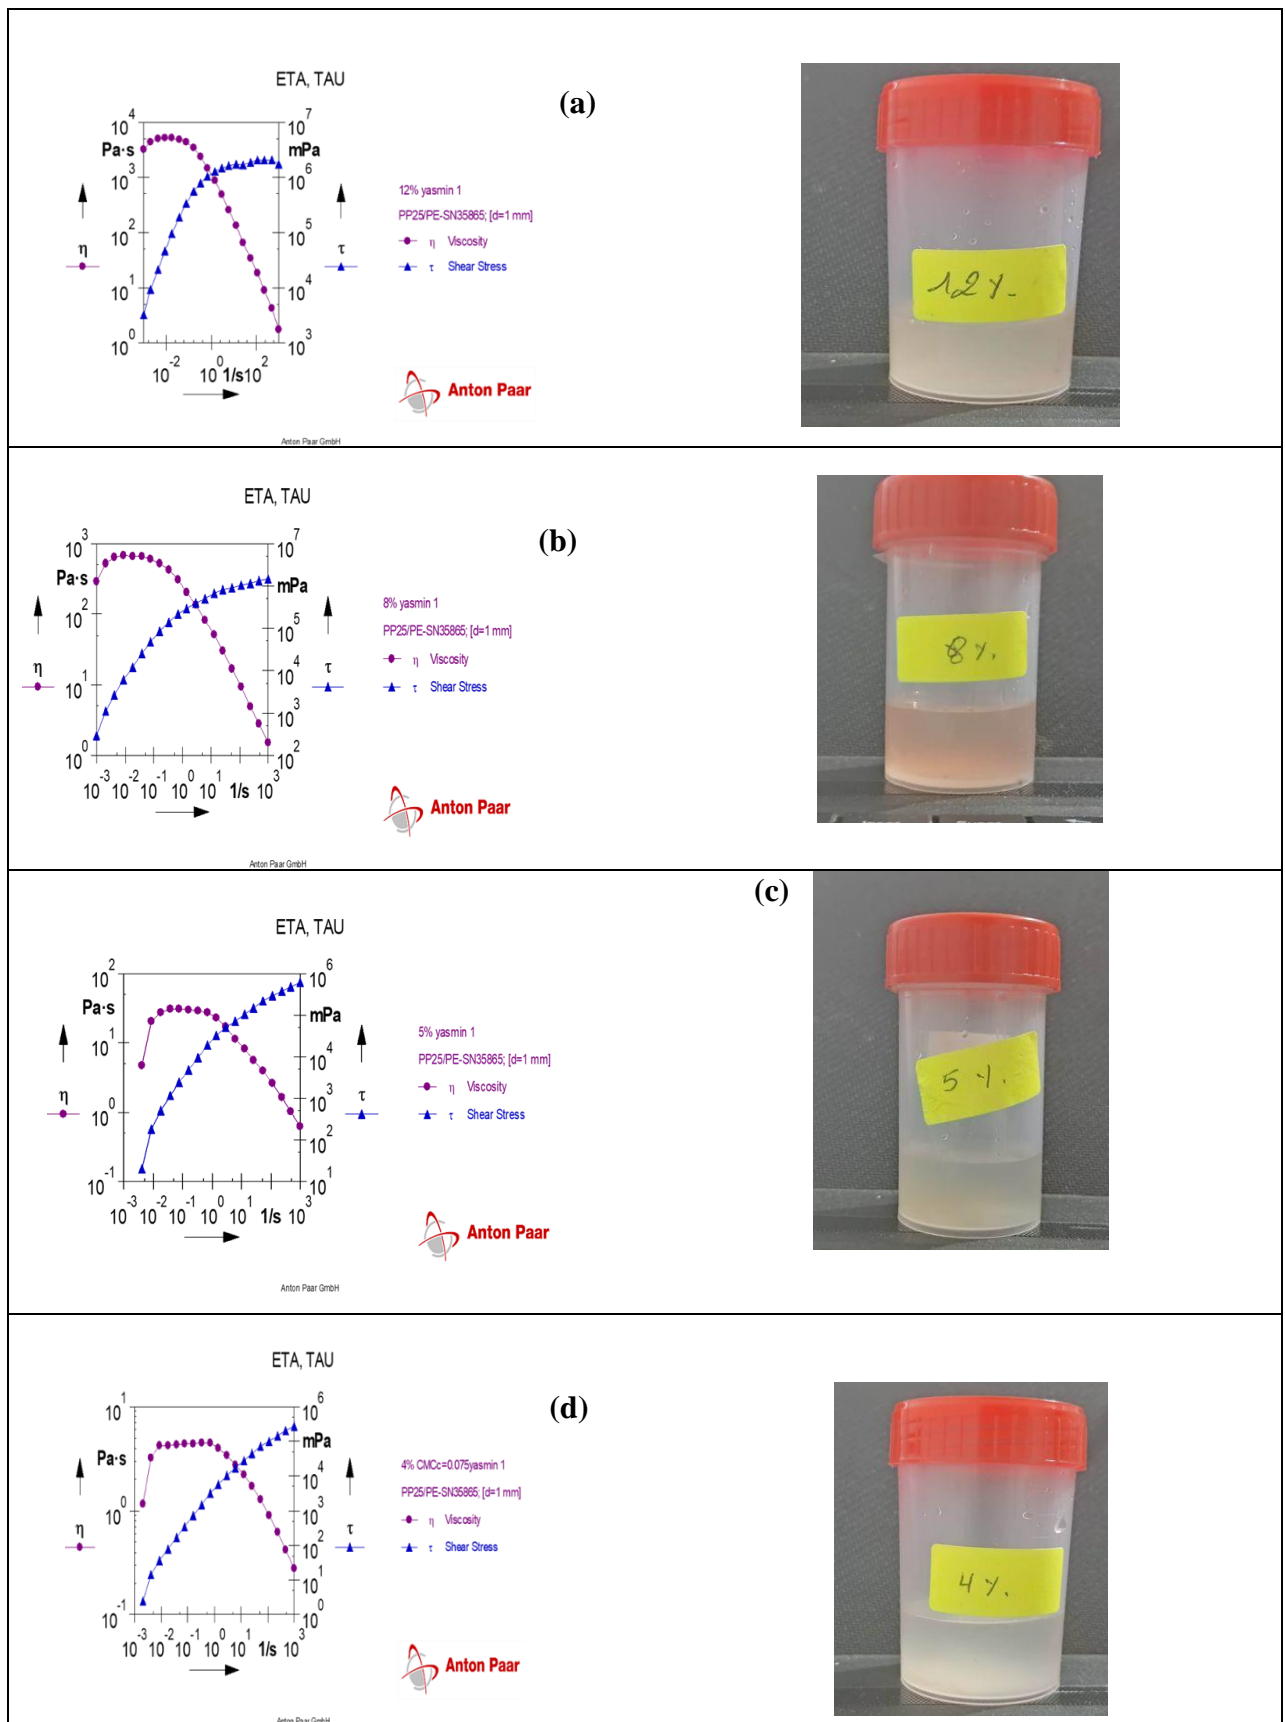 ETA, TAU
(a)
10^4
10^7
Pa·s
mPa
10^3
10^6
12% yasmin 1
PP25/PE-SN35865; [d=1 mm]
10^2
10^5
η
τ
η Viscosity
τ Shear Stress
10^1
10^4
10^0
10^3
10^-2
10^0
1/s
10^2
Anton Paar
Anton Paar GmbH
12%
ETA, TAU
(b)
10^3
10^7
Pa·s
mPa
10^2
10^5
8% yasmin 1
PP25/PE-SN35865; [d=1 mm]
η
τ
10^4
η Viscosity
10^1
τ Shear Stress
10^3
10^0
10^2
10^-3
10^-2
10^-1
10^0
10^1
1/s
10^3
Anton Paar
Anton Paar GmbH
8%.
(c)
ETA, TAU
10^2
10^6
Pa·s
mPa
10^1
10^4
5% yasmin 1
PP25/PE-SN35865; [d=1 mm]
η
τ
10^3
η Viscosity
10^0
τ Shear Stress
10^2
10^-1
10^1
10^-3
10^-2
10^-1
10^0
10^1
1/s
10^3
Anton Paar
Anton Paar GmbH
5%.
ETA, TAU
(d)
10^1
10^6
Pa·s
mPa
10^4
4% CMCc=0.075yasmin 1
PP25/PE-SN35865; [d=1 mm]
10^0
10^3
η
τ
η Viscosity
10^2
τ Shear Stress
10^1
10^-1
10^0
10^-3
10^-2
10^-1
10^0
10^1
1/s
10^3
Anton Paar
Anton Paar GmbH
4%.